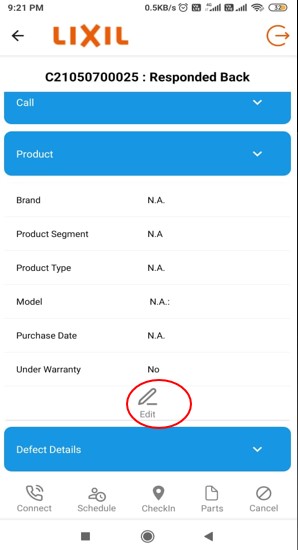 9:21 PM 0.5KB/s
LIXIL
C21050700025 : Responded Back
Call
Product
Brand N.A.
Product Segment N.A
Product Type N.A.
Model N.A.:
Purchase Date N.A.
Under Warranty No
Edit
Defect Details
Connect Schedule CheckIn Parts Cancel